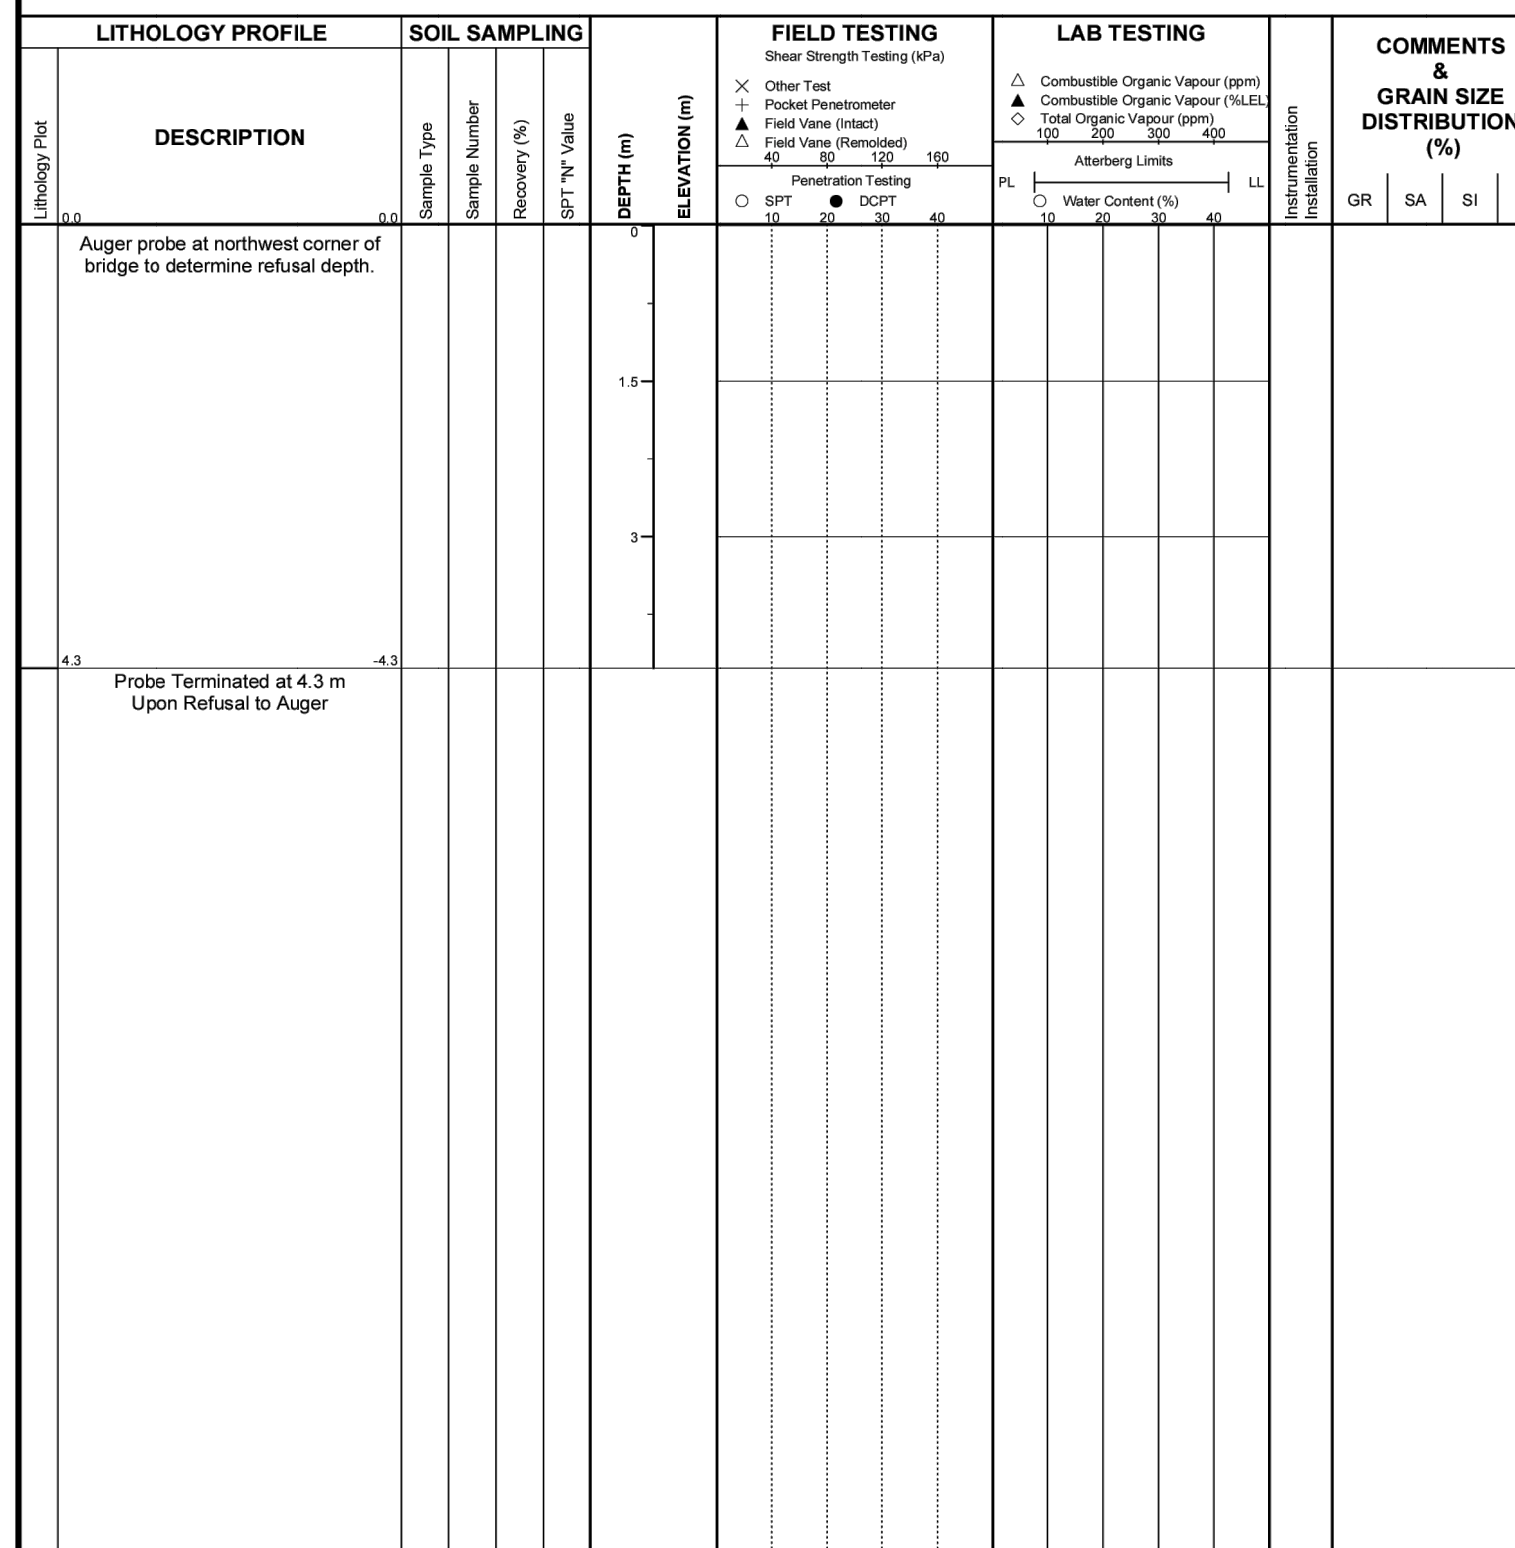 LITHOLOGY PROFILE
SOIL SAMPLING
FIELD TESTING
LAB TESTING
Shear Strength Testing (kPa)
COMMENTS
&
GRAIN SIZE
DISTRIBUTION
(%)
Lithology Plot
DESCRIPTION
0.0 0.0
Sample Type
Sample Number
Recovery (%)
SPT "N" Value
DEPTH (m)
ELEVATION (m)
Other Test
Pocket Penetrometer
Field Vane (Intact)
Field Vane (Remolded)
40 80 120 160
Penetration Testing
SPT DCPT
10 20 30 40
Combustible Organic Vapour (ppm)
Combustible Organic Vapour (%LEL)
Total Organic Vapour (ppm)
100 200 300 400
Atterberg Limits
PL LL
Water Content (%)
10 20 30 40
Instrumentation
Installation
GR SA SI
Auger probe at northwest corner of
bridge to determine refusal depth.
0
1.5
3
4.3 -4.3
Probe Terminated at 4.3 m
Upon Refusal to Auger